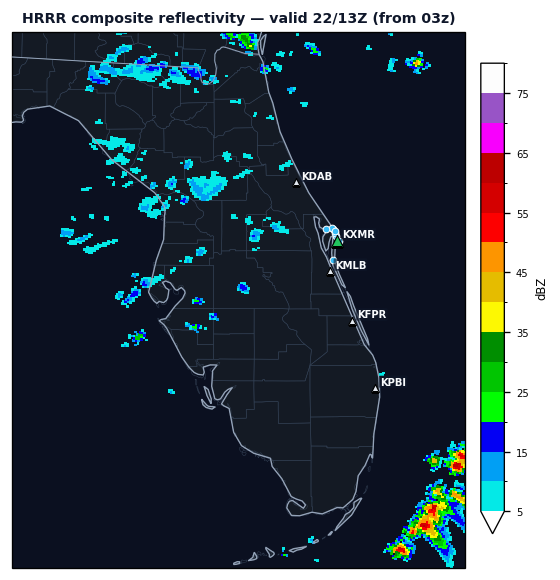 HRRR composite reflectivity — valid 22/13Z (from 03z)
KDAB
KXMR
KMLB
KFPR
KPBI
75
65
55
45
35
25
15
5
dBZ